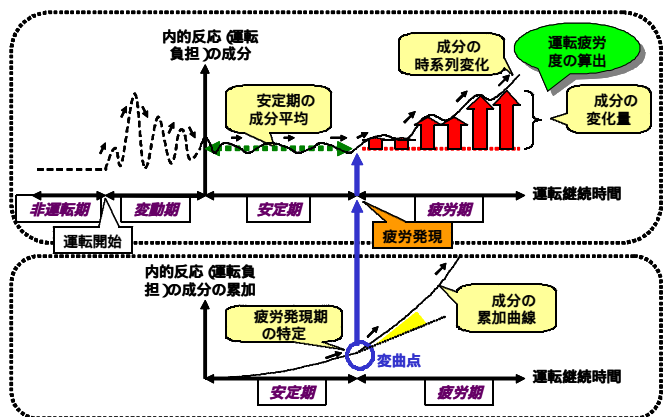 内的反応（運転
負担）の成分
成分の
時系列変化
運転疲労
度の算出
安定期の
成分平均
成分の
変化量
運転継続時間
非運転期
変動期
安定期
疲労期
運転開始
疲労発現
内的反応（運転負
担）の成分の累加
疲労発現期
の特定
成分の
累加曲線
変曲点
運転継続時間
安定期
疲労期